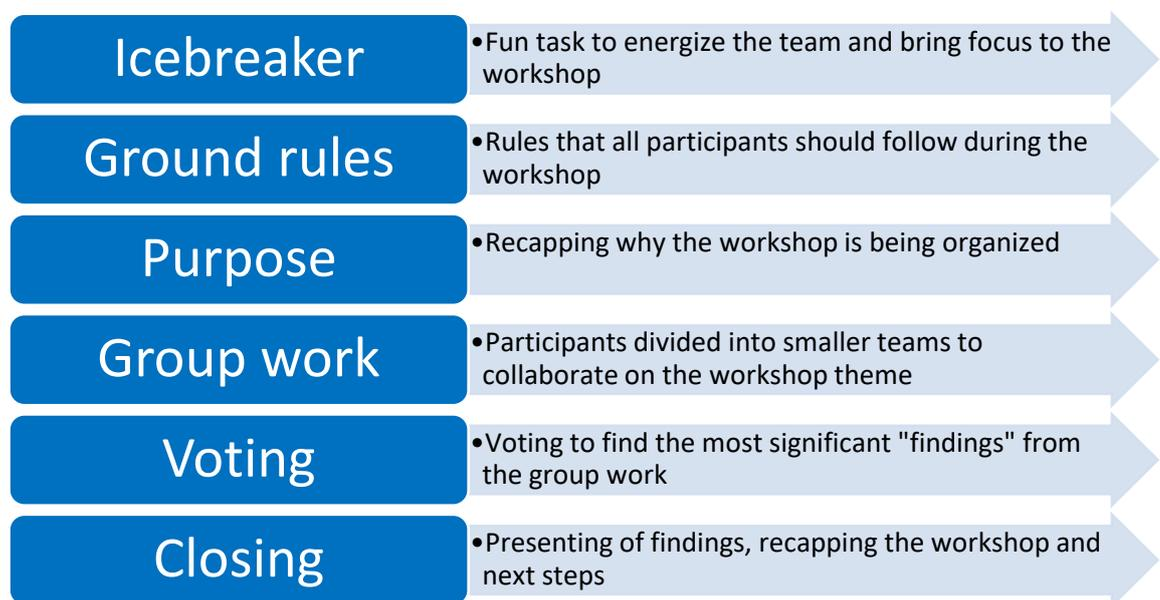 Icebreaker
•Fun task to energize the team and bring focus to the
workshop
Ground rules
•Rules that all participants should follow during the
workshop
Purpose
•Recapping why the workshop is being organized
Group work
•Participants divided into smaller teams to
collaborate on the workshop theme
Voting
•Voting to find the most significant "findings" from
the group work
Closing
•Presenting of findings, recapping the workshop and
next steps